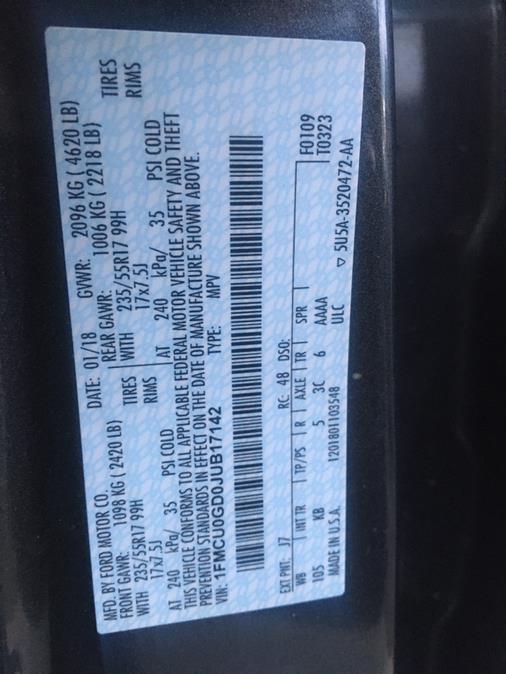 MFD. BY FORD MOTOR CO.
DATE: 01/18 GVWR: 2096 KG ( 4620 LB)
FRONT GAWR: 1098 KG (2420 LB) REAR GAWR: 1006 KG ( 2218 LB)
WITH 235/55R17 99H TIRES WITH 235/55R17 99H TIRES
17x7.5J RIMS 17x7.5J RIMS
AT 240 kPa/ 35 PSI COLD AT 240 kPa/ 35 PSI COLD
THIS VEHICLE CONFORMS TO ALL APPLICABLE FEDERAL MOTOR VEHICLE SAFETY AND THEFT
PREVENTION STANDARDS IN EFFECT ON THE DATE OF MANUFACTURE SHOWN ABOVE.
VIN: 1FMCU0GD0JUB17142 TYPE: MPV
F0109
T0323
EXT PNT: J7 RC: 48 DSO:
WB INT TR TP/PS R AXLE TR SPR
105 KB 5 3C 6 AAAA
ULC
MADE IN U.S.A. 1201801103548 ▽ 5U5A-3520472-AA